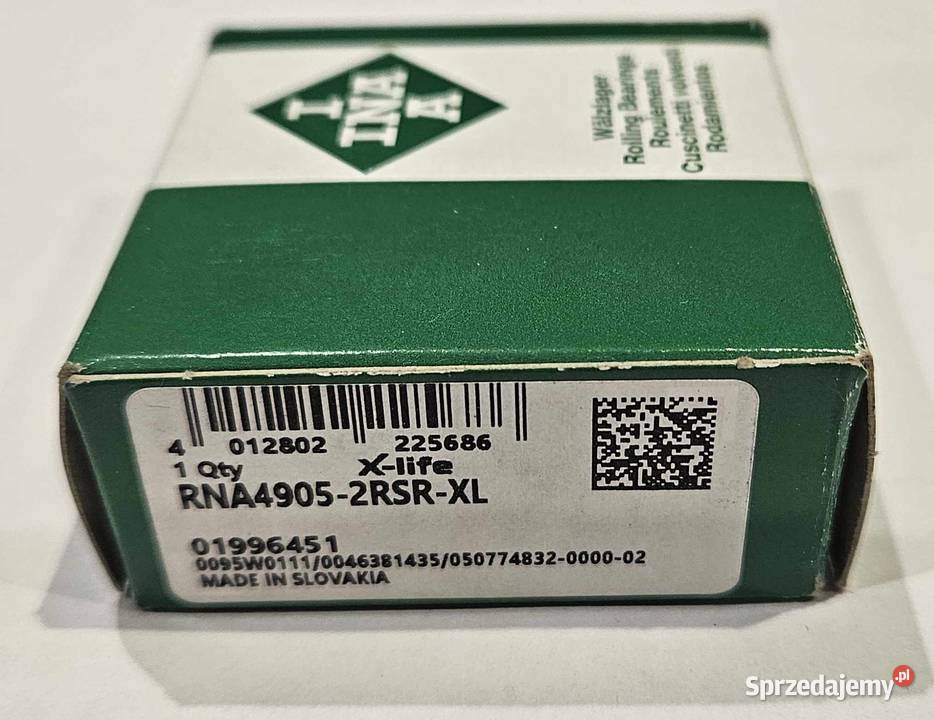 I
INA
A
Wälzlager
Rolling Bearings
Roulements
Cuscinetti volventi
Rodamientos
4 012802 225686
1 Qty X-life
RNA4905-2RSR-XL
01996451
0095W0111/0046381435/050774832-0000-02
MADE IN SLOVAKIA
Sprzedajemy.pl